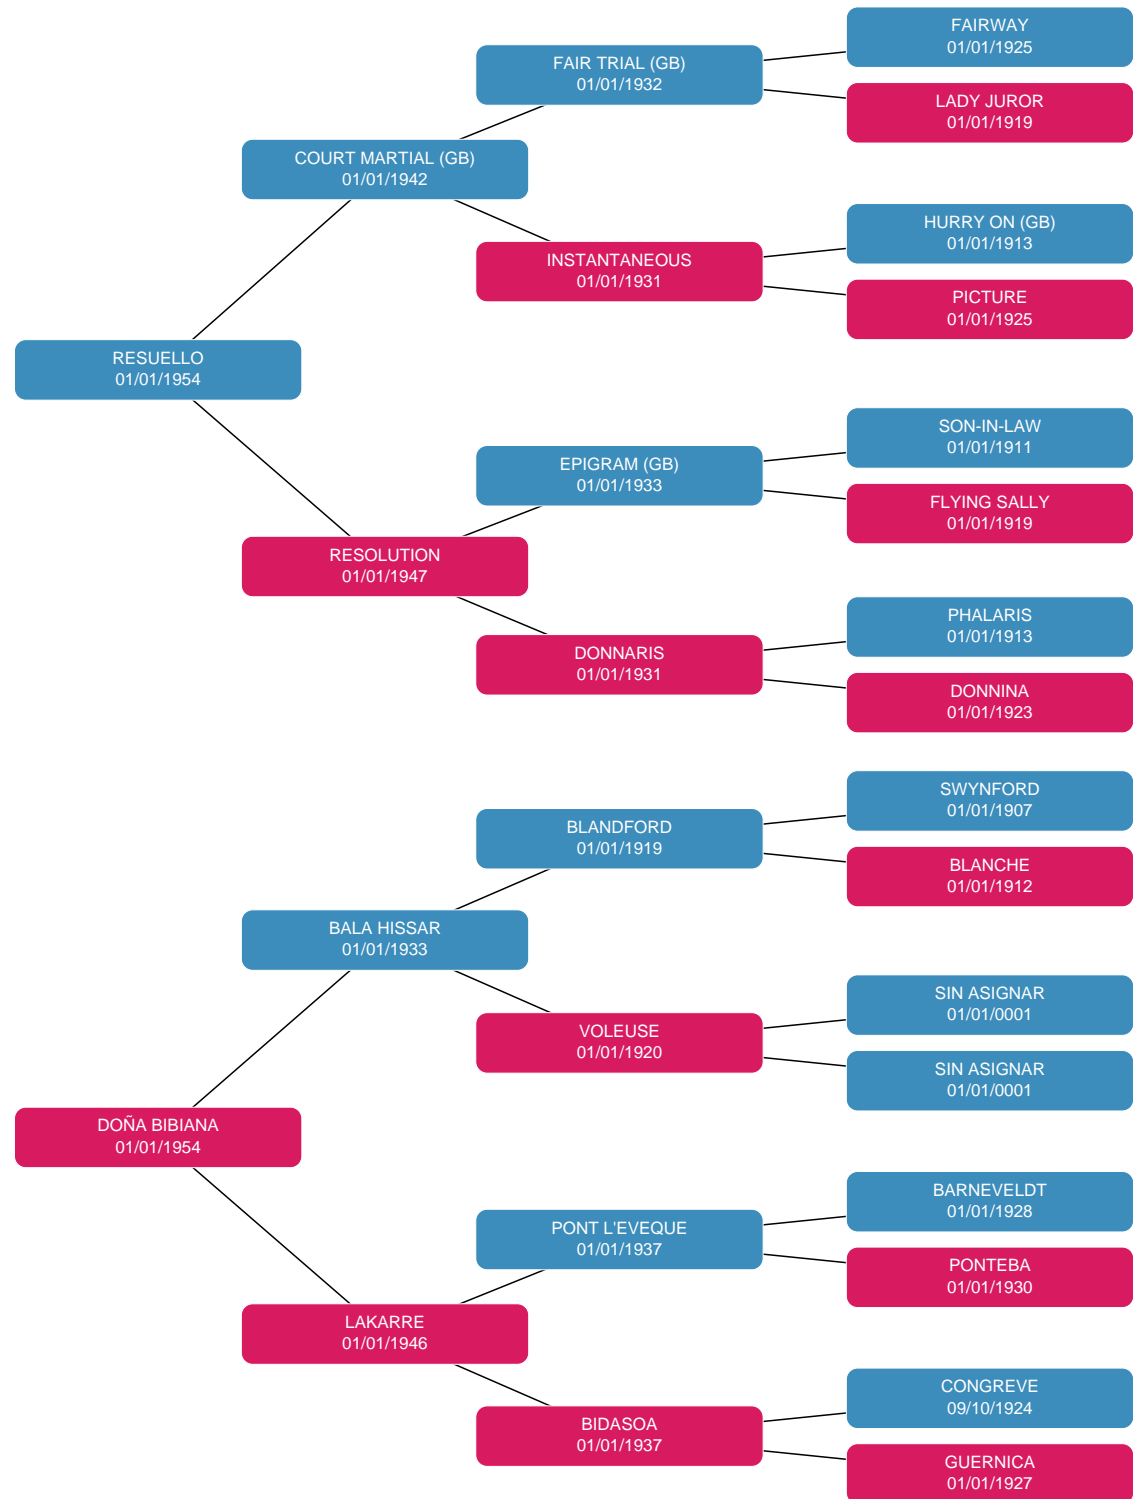 FAIRWAY
01/01/1925
FAIR TRIAL (GB)
01/01/1932
LADY JUROR
01/01/1919
COURT MARTIAL (GB)
01/01/1942
HURRY ON (GB)
01/01/1913
INSTANTANEOUS
01/01/1931
PICTURE
01/01/1925
RESUELLO
01/01/1954
SON-IN-LAW
01/01/1911
EPIGRAM (GB)
01/01/1933
FLYING SALLY
01/01/1919
RESOLUTION
01/01/1947
PHALARIS
01/01/1913
DONNARIS
01/01/1931
DONNINA
01/01/1923
SWYNFORD
01/01/1907
BLANDFORD
01/01/1919
BLANCHE
01/01/1912
BALA HISSAR
01/01/1933
SIN ASIGNAR
01/01/0001
VOLEUSE
01/01/1920
SIN ASIGNAR
01/01/0001
DOÑA BIBIANA
01/01/1954
BARNEVELDT
01/01/1928
PONT L'EVEQUE
01/01/1937
PONTEBA
01/01/1930
LAKARRE
01/01/1946
CONGREVE
09/10/1924
BIDASOA
01/01/1937
GUERNICA
01/01/1927